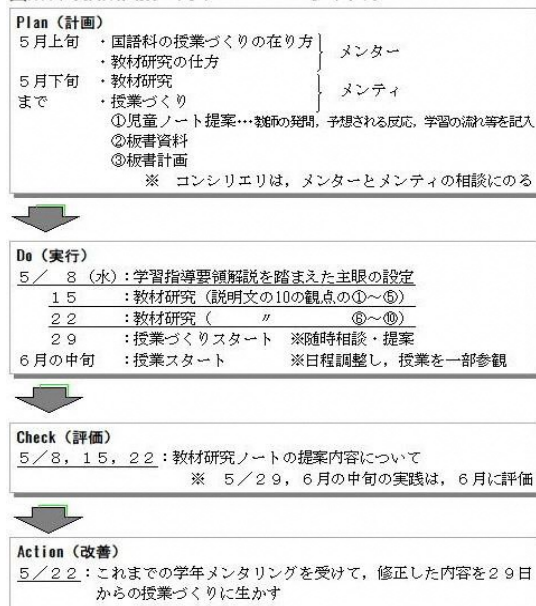 Plan（計画）
５月上旬 ・国語科の授業づくりの在り方
・教材研究の仕方
メンター
５月下旬 ・教材研究
まで ・授業づくり
メンティ
①児童ノート提案…教師の発問，予想される反応，学習の流れ等を記入
②板書資料
③板書計画
※ コンシリエリは，メンターとメンティの相談にのる
Do（実行）
５／ ８（水）：学習指導要領解説を踏まえた主眼の設定
１５ ：教材研究（説明文の10の観点の①～⑤）
２２ ：教材研究（ 〃 ⑥～⑩）
２９ ：授業づくりスタート ※随時相談・提案
６月の中旬 ：授業スタート ※日程調整し，授業を一部参観
Check（評価）
５／８，１５，２２：教材研究ノートの提案内容について
※ ５／２９，６月の中旬の実践は，６月に評価
Action（改善）
５／２２：これまでの学年メンタリングを受けて，修正した内容を２９日
からの授業づくりに生かす